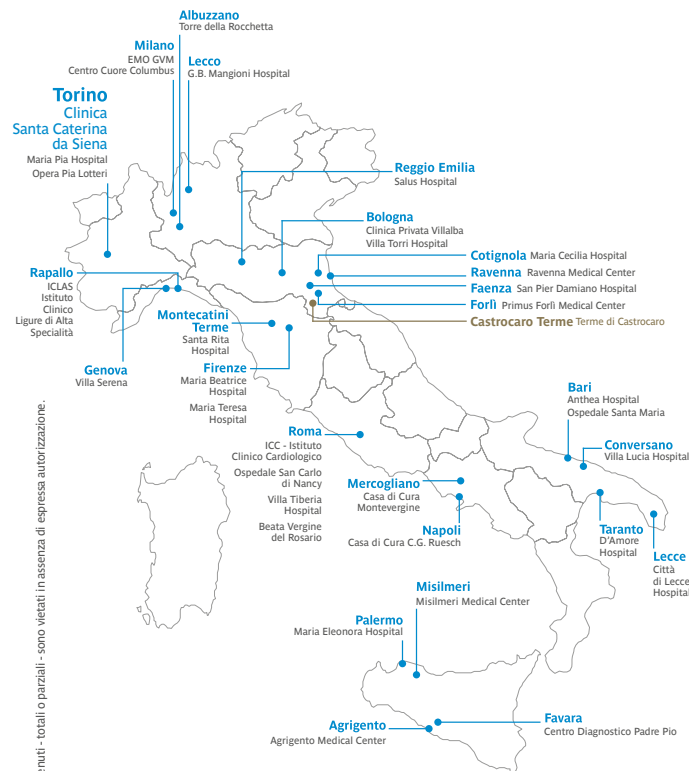 Albuzzano
Torre della Rocchetta
Milano
EMO GVM
Centro Cuore Columbus
Lecco
G.B. Mangioni Hospital
Torino
Clinica
Santa Caterina
da Siena
Maria Pia Hospital
Opera Pia Lotteri
Reggio Emilia
Salus Hospital
Bologna
Clinica Privata Villalba
Villa Torri Hospital
Cotignola Maria Cecilia Hospital
Ravenna Ravenna Medical Center
Faenza San Pier Damiano Hospital
Forlì Primus Forlì Medical Center
Castrocaro Terme Terme di Castrocaro
Rapallo
ICLAS
Istituto
Clinico
Ligure di Alta
Specialità
Genova
Villa Serena
Montecatini
Terme
Santa Rita
Hospital
Firenze
Maria Beatrice
Hospital
Maria Teresa
Hospital
Roma
ICC - Istituto
Clinico Cardiologico
Ospedale San Carlo
di Nancy
Villa Tiberia
Hospital
Beata Vergine
del Rosario
Mercogliano
Casa di Cura
Montevergine
Napoli
Casa di Cura C.G. Ruesch
Bari
Anthea Hospital
Ospedale Santa Maria
Conversano
Villa Lucia Hospital
Taranto
D'Amore
Hospital
Lecce
Città
di Lecce
Hospital
Misilmeri
Misilmeri Medical Center
Palermo
Maria Eleonora Hospital
Agrigento
Agrigento Medical Center
Favara
Centro Diagnostico Padre Pio
enuti - totali o parziali - sono vietati in assenza di espressa autorizzazione.